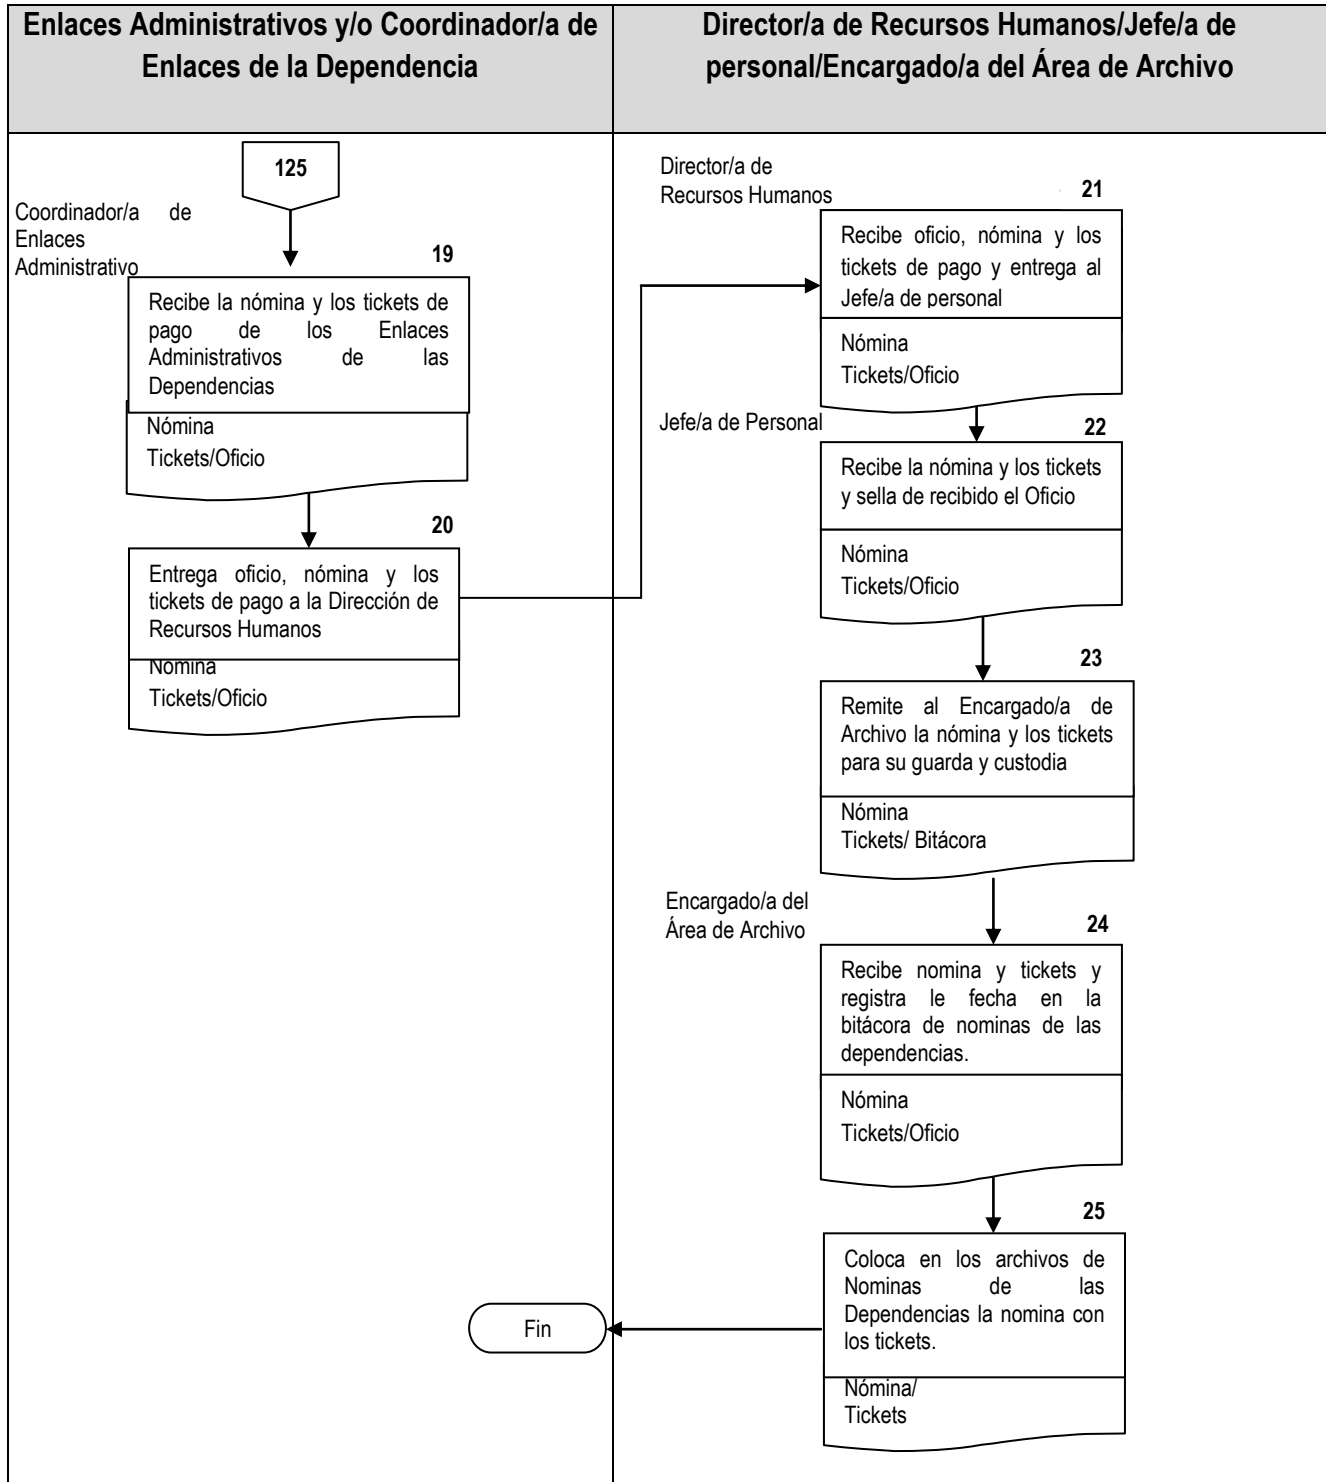 Enlaces Administrativos y/o Coordinador/a de
Enlaces de la Dependencia
Director/a de Recursos Humanos/Jefe/a de
personal/Encargado/a del Área de Archivo
125
Coordinador/a de
Enlaces
Administrativo
19
Recibe la nómina y los tickets de
pago de los Enlaces
Administrativos de las
Dependencias
Nómina
Tickets/Oficio
20
Entrega oficio, nómina y los
tickets de pago a la Dirección de
Recursos Humanos
Nómina
Tickets/Oficio
Director/a de
Recursos Humanos
21
Recibe oficio, nómina y los
tickets de pago y entrega al
Jefe/a de personal
Nómina
Tickets/Oficio
Jefe/a de Personal
22
Recibe la nómina y los tickets
y sella de recibido el Oficio
Nómina
Tickets/Oficio
23
Remite al Encargado/a de
Archivo la nómina y los tickets
para su guarda y custodia
Nómina
Tickets/ Bitácora
Encargado/a del
Área de Archivo
24
Recibe nomina y tickets y
registra le fecha en la
bitácora de nominas de las
dependencias.
Nómina
Tickets/Oficio
25
Coloca en los archivos de
Nominas de las
Dependencias la nomina con
los tickets.
Nómina/
Tickets
Fin